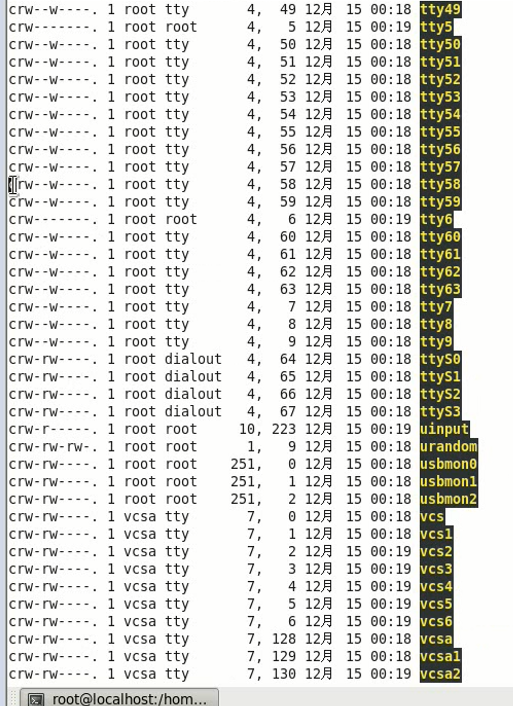 crw--w----. 1 root tty 4, 49 12月 15 00:18 tty49
crw-------. 1 root root 4, 5 12月 15 00:19 tty5
crw--w----. 1 root tty 4, 50 12月 15 00:18 tty50
crw--w----. 1 root tty 4, 51 12月 15 00:18 tty51
crw--w----. 1 root tty 4, 52 12月 15 00:18 tty52
crw--w----. 1 root tty 4, 53 12月 15 00:18 tty53
crw--w----. 1 root tty 4, 54 12月 15 00:18 tty54
crw--w----. 1 root tty 4, 55 12月 15 00:18 tty55
crw--w----. 1 root tty 4, 56 12月 15 00:18 tty56
crw--w----. 1 root tty 4, 57 12月 15 00:18 tty57
crw--w----. 1 root tty 4, 58 12月 15 00:18 tty58
crw--w----. 1 root tty 4, 59 12月 15 00:18 tty59
crw-------. 1 root root 4, 6 12月 15 00:19 tty6
crw--w----. 1 root tty 4, 60 12月 15 00:18 tty60
crw--w----. 1 root tty 4, 61 12月 15 00:18 tty61
crw--w----. 1 root tty 4, 62 12月 15 00:18 tty62
crw--w----. 1 root tty 4, 63 12月 15 00:18 tty63
crw--w----. 1 root tty 4, 7 12月 15 00:18 tty7
crw--w----. 1 root tty 4, 8 12月 15 00:18 tty8
crw--w----. 1 root tty 4, 9 12月 15 00:18 tty9
crw-rw----. 1 root dialout 4, 64 12月 15 00:18 ttyS0
crw-rw----. 1 root dialout 4, 65 12月 15 00:18 ttyS1
crw-rw----. 1 root dialout 4, 66 12月 15 00:18 ttyS2
crw-rw----. 1 root dialout 4, 67 12月 15 00:18 ttyS3
crw-r-----. 1 root root 10, 223 12月 15 00:19 uinput
crw-rw-rw-. 1 root root 1, 9 12月 15 00:18 urandom
crw-rw----. 1 root root 251, 0 12月 15 00:18 usbmon0
crw-rw----. 1 root root 251, 1 12月 15 00:18 usbmon1
crw-rw----. 1 root root 251, 2 12月 15 00:18 usbmon2
crw-rw----. 1 vcsa tty 7, 0 12月 15 00:18 vcs
crw-rw----. 1 vcsa tty 7, 1 12月 15 00:18 vcs1
crw-rw----. 1 vcsa tty 7, 2 12月 15 00:19 vcs2
crw-rw----. 1 vcsa tty 7, 3 12月 15 00:19 vcs3
crw-rw----. 1 vcsa tty 7, 4 12月 15 00:19 vcs4
crw-rw----. 1 vcsa tty 7, 5 12月 15 00:19 vcs5
crw-rw----. 1 vcsa tty 7, 6 12月 15 00:19 vcs6
crw-rw----. 1 vcsa tty 7, 128 12月 15 00:18 vcsa
crw-rw----. 1 vcsa tty 7, 129 12月 15 00:18 vcsa1
crw-rw----. 1 vcsa tty 7, 130 12月 15 00:19 vcsa2
root@localhost:/hom...